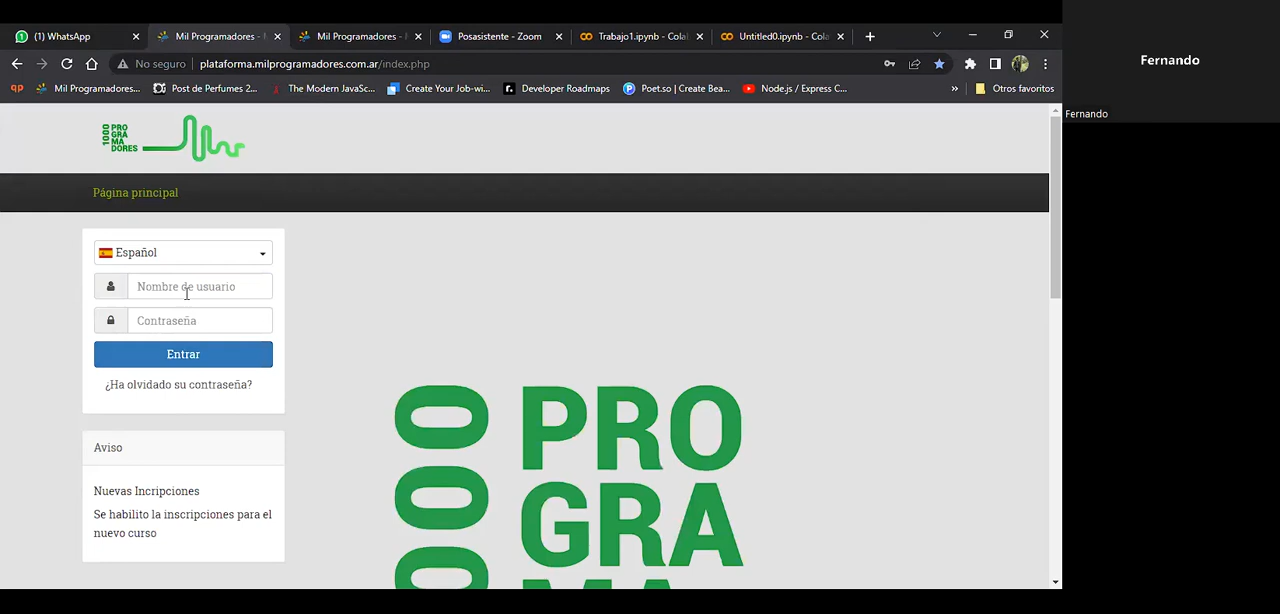 (1) WhatsApp
Mil Programadores -
Mil Programadores -
Posasistente - Zoom
Trabajo1.ipynb - Cola
Untitled0.ipynb - Cola
No seguro
plataforma.milprogramadores.com.ar/index.php
qp
Mil Programadores...
Post de Perfumes 2...
The Modern JavaSc...
Create Your Job-wi...
Developer Roadmaps
Poet.so | Create Bea...
Node.js / Express C...
»
Otros favoritos
Fernando
Fernando
1000
PRO
GRA
MA
DORES
Página principal
Español
Nombre de usuario
Contraseña
Entrar
¿Ha olvidado su contraseña?
Aviso
Nuevas Incripciones
Se habilito la inscripciones para el
nuevo curso
000
PRO
GRA
MA